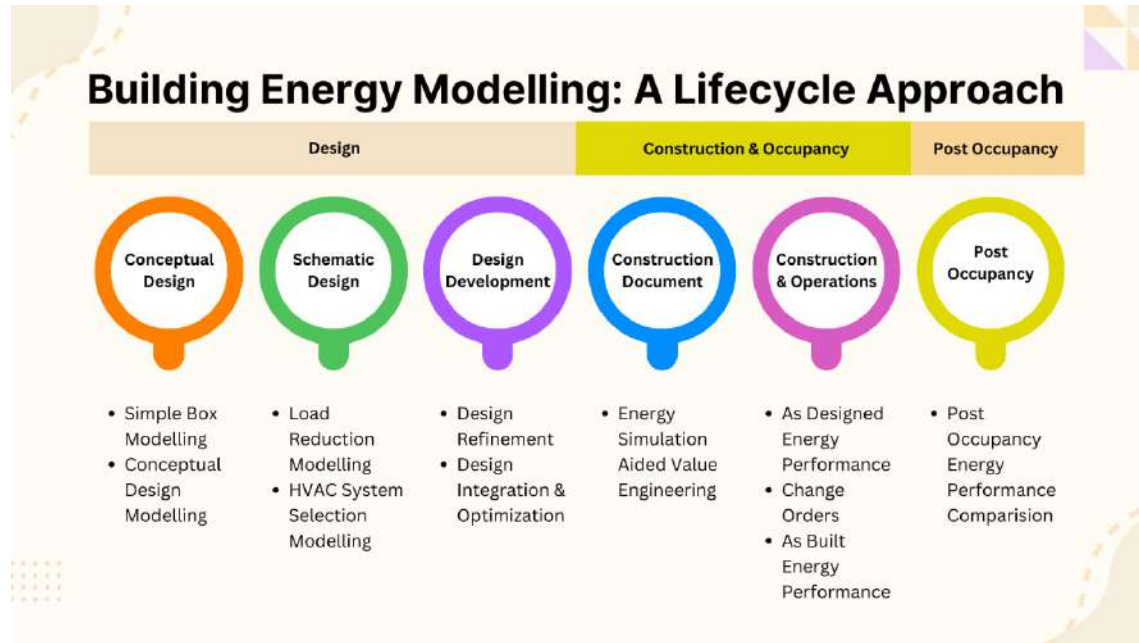 Building Energy Modelling: A Lifecycle Approach
Design
Construction & Occupancy
Post Occupancy
Conceptual
Design
Schematic
Design
Design
Development
Construction
Document
Construction
& Operations
Post
Occupancy
• Simple Box
Modelling
• Conceptual
Design
Modelling
• Load
Reduction
Modelling
• HVAC System
Selection
Modelling
• Design
Refinement
• Design
Integration &
Optimization
• Energy
Simulation
Aided Value
Engineering
• As Designed
Energy
Performance
• Change
Orders
• As Built
Energy
Performance
• Post
Occupancy
Energy
Performance
Comparision